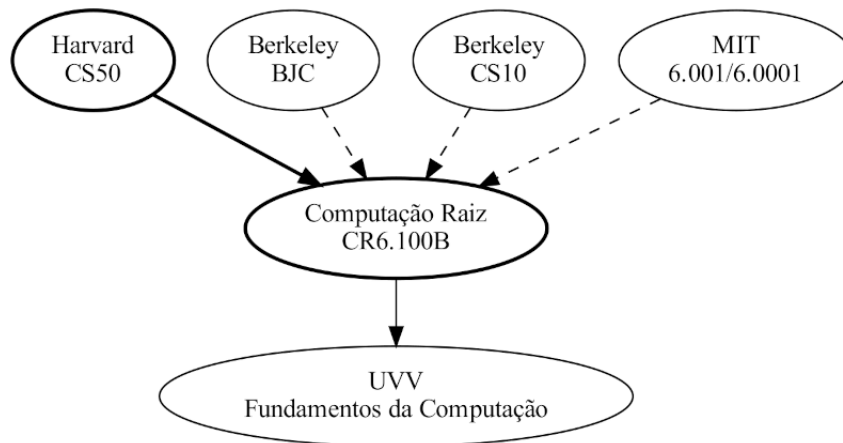 Harvard
CS50
Berkeley
BJC
Berkeley
CS10
MIT
6.001/6.0001
Computação Raiz
CR6.100B
UVV
Fundamentos da Computação